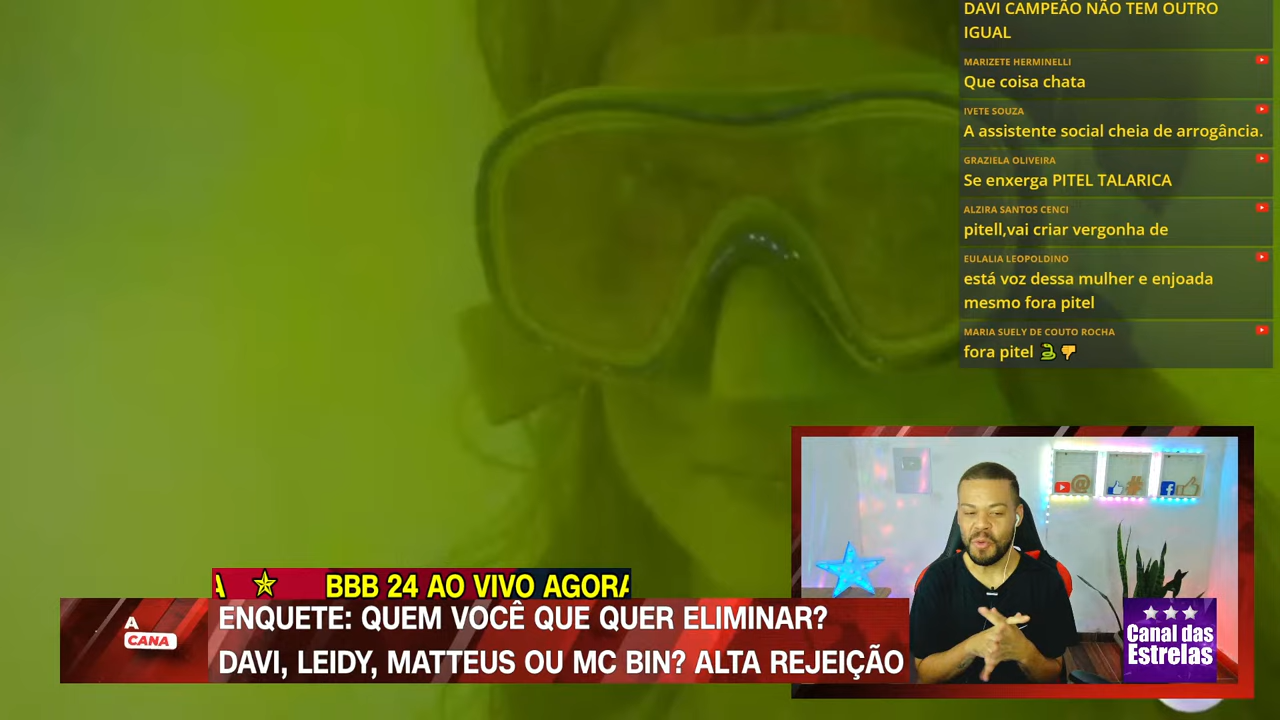 DAVI CAMPEÃO NÃO TEM OUTRO
IGUAL
MARIZETE HERMINELLI
Que coisa chata
IVETE SOUZA
A assistente social cheia de arrogância.
GRAZIELA OLIVEIRA
Se enxerga PITEL TALARICA
ALZIRA SANTOS CENCI
pitell,vai criar vergonha de
EULALIA LEOPOLDINO
está voz dessa mulher e enjoada
mesmo fora pitel
MARIA SUELY DE COUTO ROCHA
fora pitel 🐍👎
A BBB 24 AO VIVO AGORA
A
CANA
ENQUETE: QUEM VOCÊ QUE QUER ELIMINAR?
DAVI, LEIDY, MATTEUS OU MC BIN? ALTA REJEIÇÃO
Canal das
Estrelas